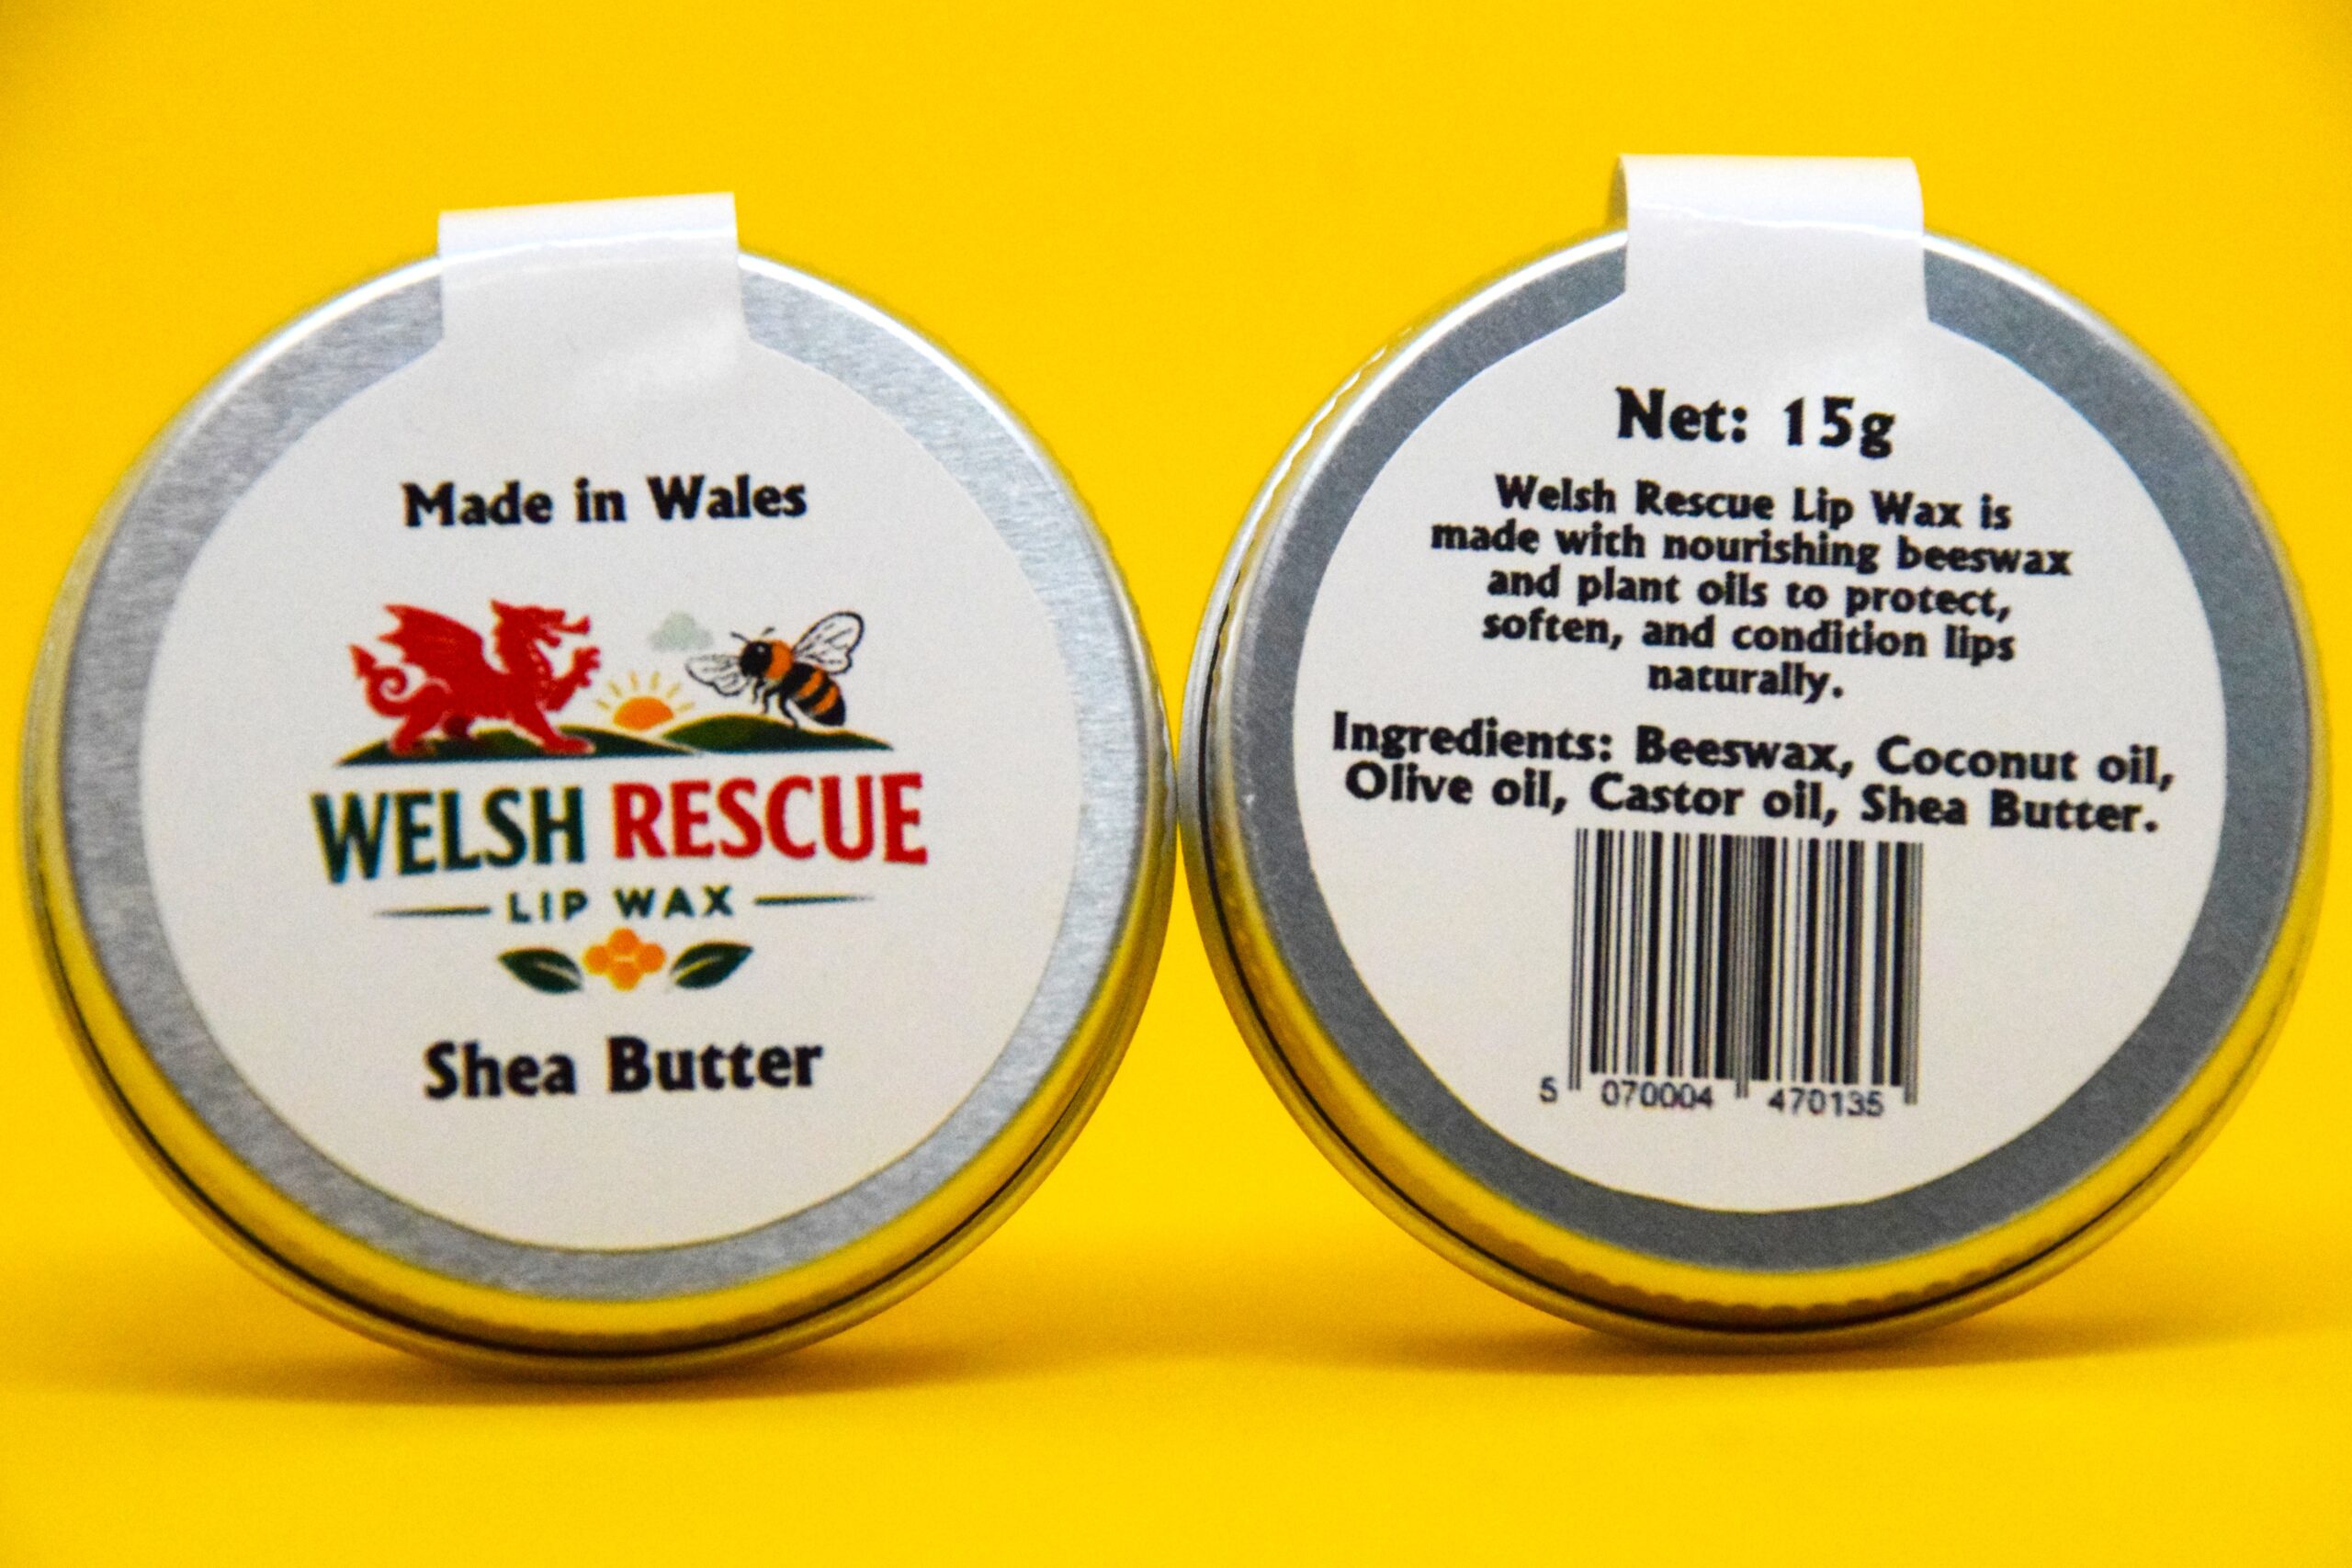 Made in Wales
WELSH RESCUE
LIP WAX
Shea Butter
Net: 15g
Welsh Rescue Lip Wax is
made with nourishing beeswax
and plant oils to protect,
soften, and condition lips
naturally.
Ingredients: Beeswax, Coconut oil,
Olive oil, Castor oil, Shea Butter.
5 070004 470135